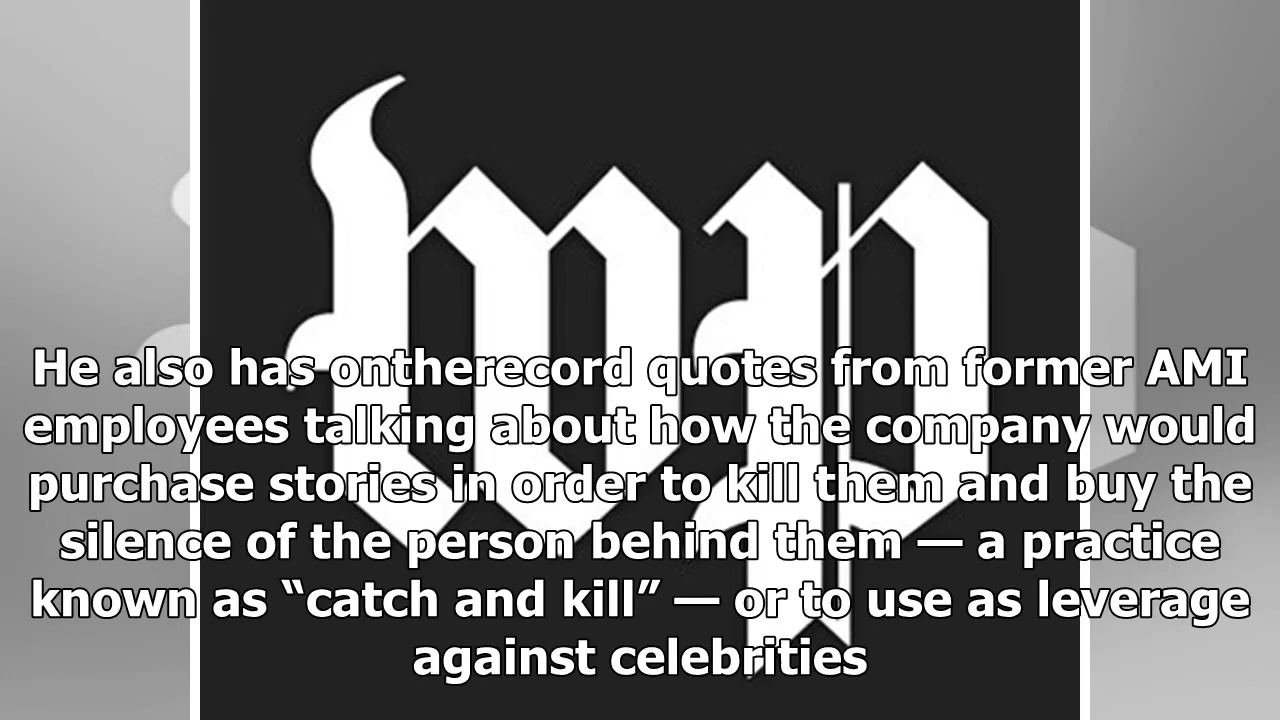 wp
He also has ontherecord quotes from former AMI
employees talking about how the company would
purchase stories in order to kill them and buy the
silence of the person behind them — a practice
known as “catch and kill” — or to use as leverage
against celebrities